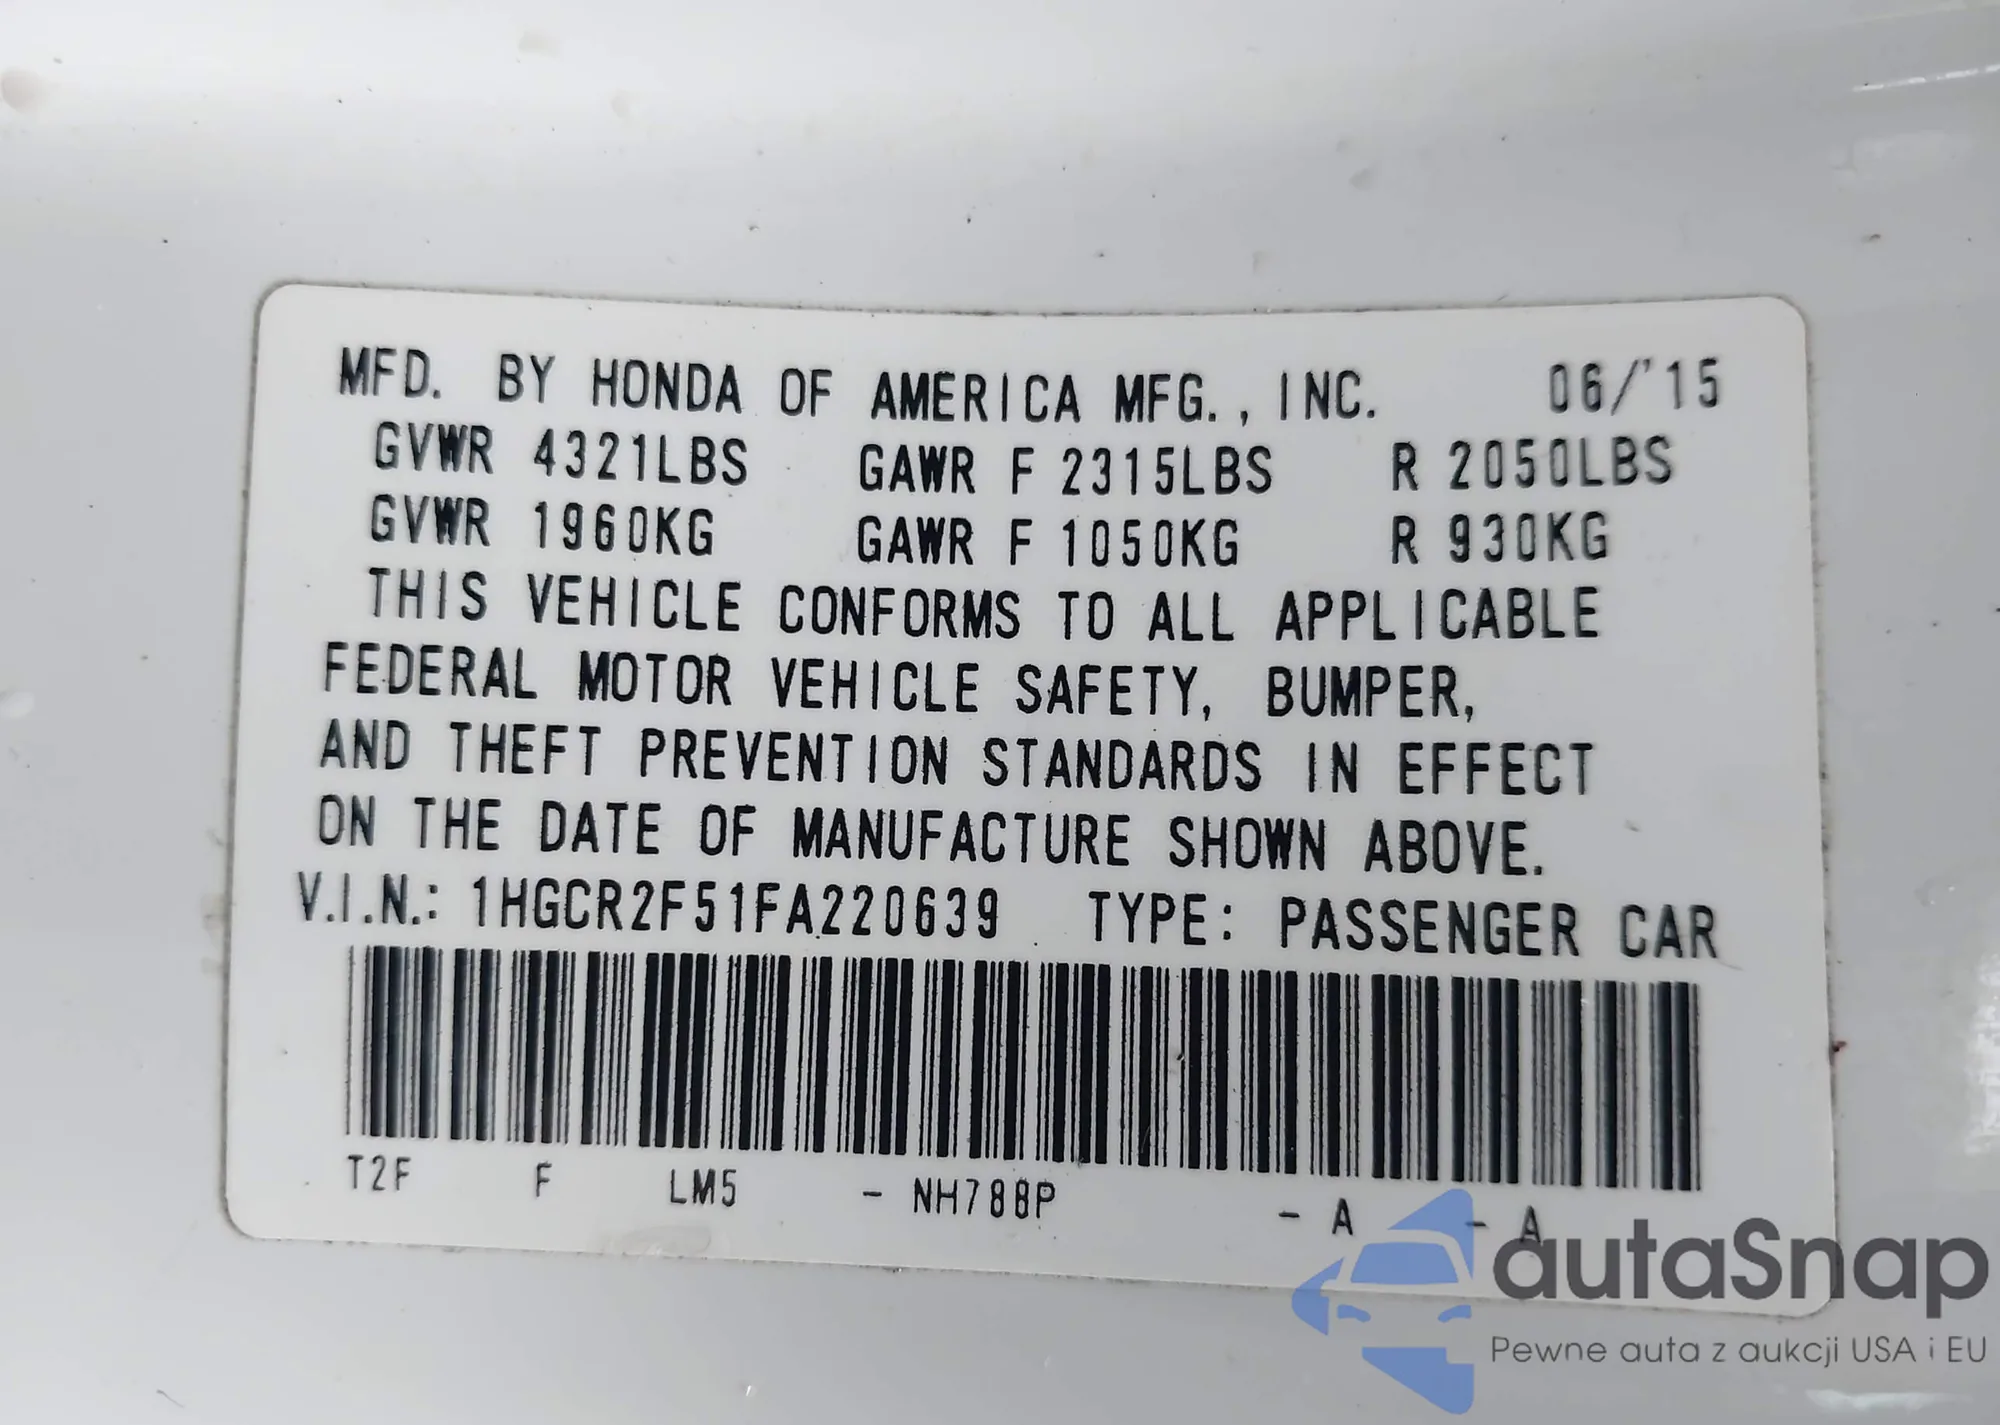 MFD. BY HONDA OF AMERICA MFG., INC. 06/'15
GVWR 4321LBS GAWR F 2315LBS R 2050LBS
GVWR 1960KG GAWR F 1050KG R 930KG
THIS VEHICLE CONFORMS TO ALL APPLICABLE
FEDERAL MOTOR VEHICLE SAFETY, BUMPER,
AND THEFT PREVENTION STANDARDS IN EFFECT
ON THE DATE OF MANUFACTURE SHOWN ABOVE.
V.I.N.: 1HGCR2F51FA220639 TYPE: PASSENGER CAR
T2F F LM5 - NH788P - A - A
autaSnap
Pewne auta z aukcji USA i EU